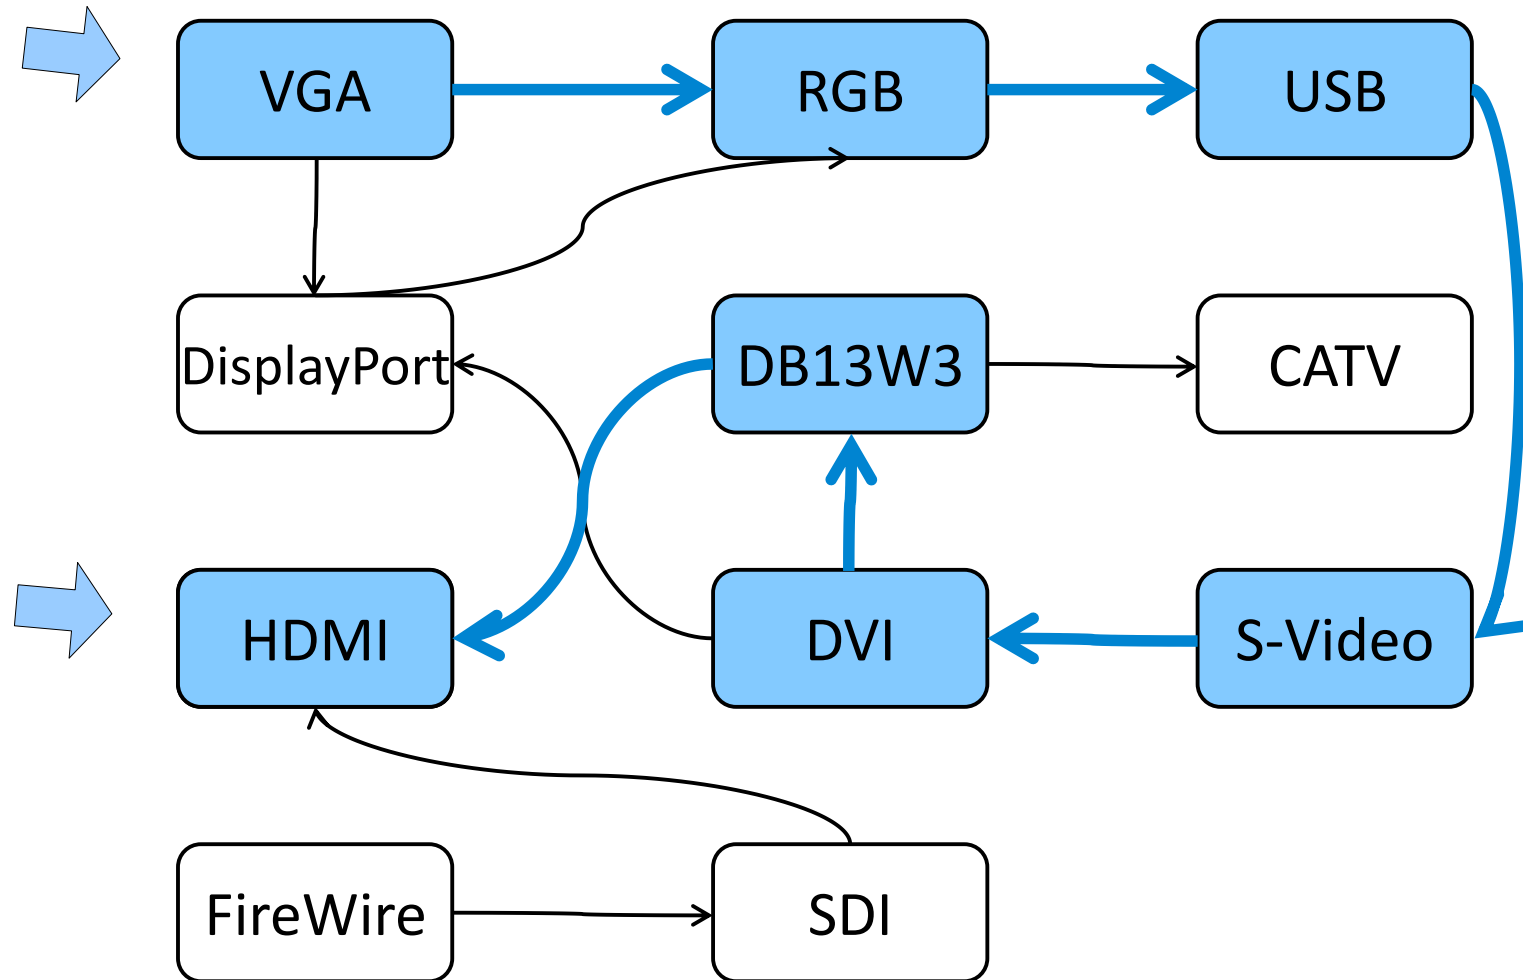 VGA
RGB
USB
DisplayPort
DB13W3
CATV
HDMI
DVI
S-Video
FireWire
SDI